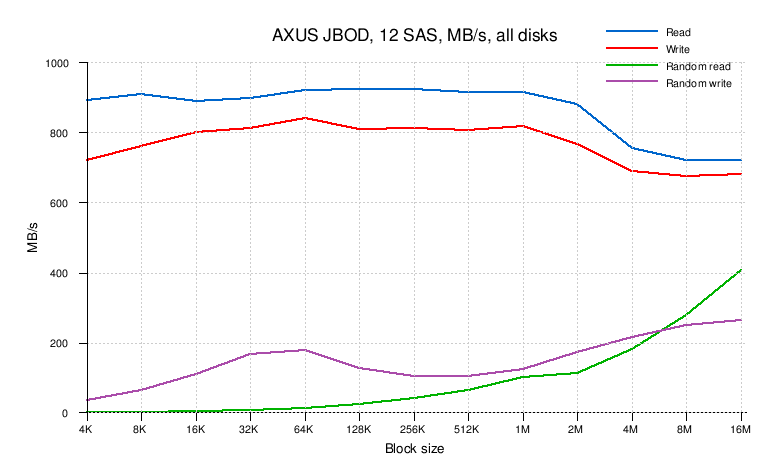 AXUS JBOD, 12 SAS, MB/s, all disks
Read
Write
Random read
Random write
1000
800
600
400
200
0
MB/s
4K 8K 16K 32K 64K 128K 256K 512K 1M 2M 4M 8M 16M
Block size